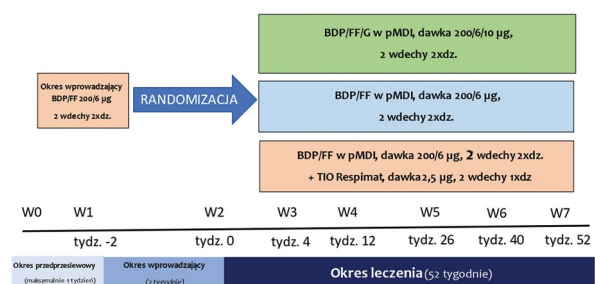 BDP/FF/G w pMDI, dawka 200/6/10 µg,
2 wdechy 2xdz.
Okres wprowadzający
BDP/FF 200/6 µg
2 wdechy 2xdz.
RANDOMIZACJA
BDP/FF w pMDI, dawka 200/6 µg,
2 wdechy 2xdz.
BDP/FF w pMDI, dawka 200/6 µg, 2 wdechy 2xdz.
+ TIO Respimat, dawka2,5 µg, 2 wdechy 1xdz
W0 W1 W2 W3 W4 W5 W6 W7
tydz. -2 tydz. 0 tydz. 4 tydz. 12 tydz. 26 tydz. 40 tydz. 52
Okres przedprzesiewowy Okres wprowadzający
(maksymalnie 1 tydzień) (2 tygodnie) Okres leczenia (52 tygodnie)